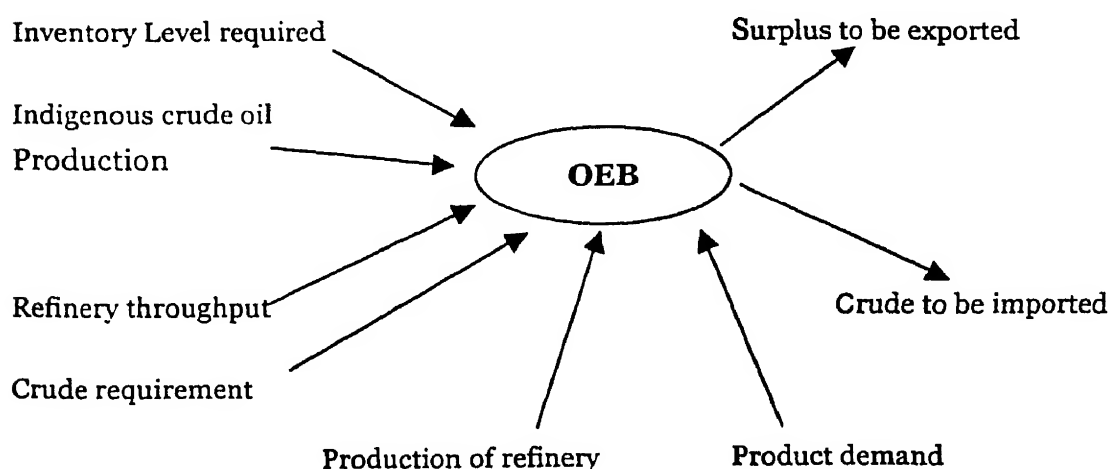 Inventory Level required
Surplus to be exported
Indigenous crude oil
Production
OEB
Refinery throughput
Crude to be imported
Crude requirement
Production of refinery
Product demand